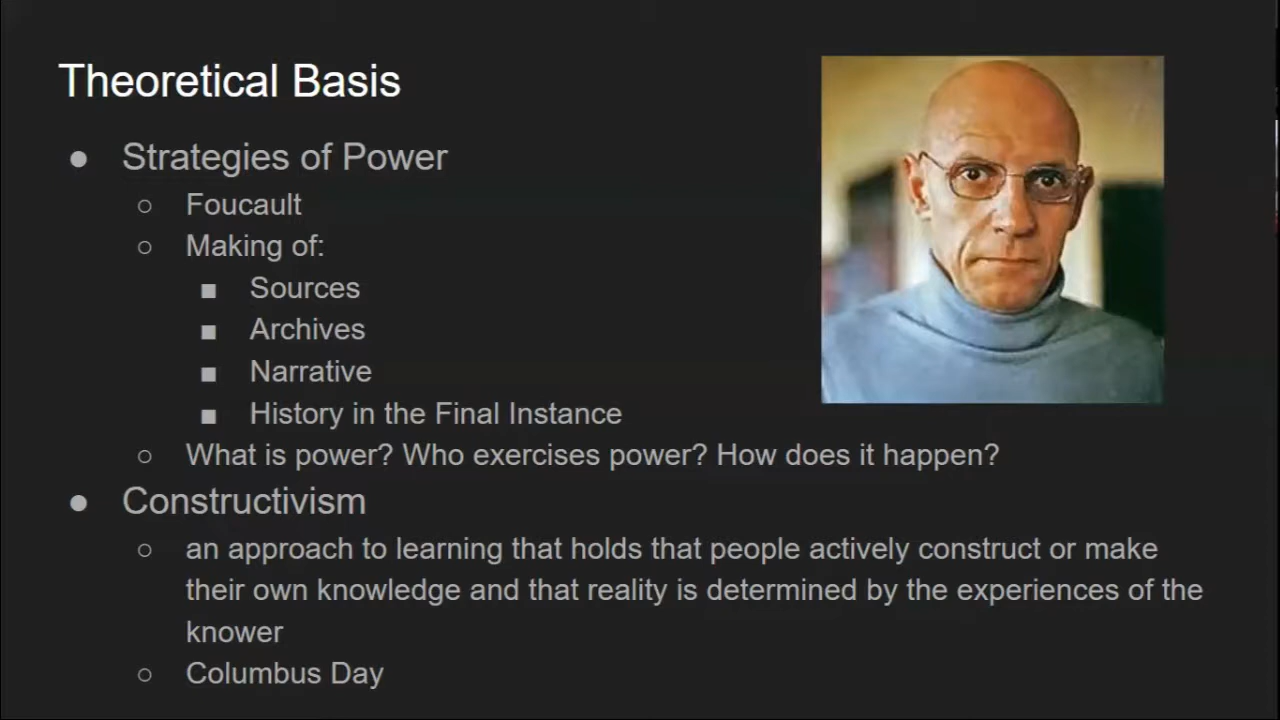 Theoretical Basis
● Strategies of Power
○ Foucault
○ Making of:
■ Sources
■ Archives
■ Narrative
■ History in the Final Instance
○ What is power? Who exercises power? How does it happen?
● Constructivism
○ an approach to learning that holds that people actively construct or make
their own knowledge and that reality is determined by the experiences of the
knower
○ Columbus Day